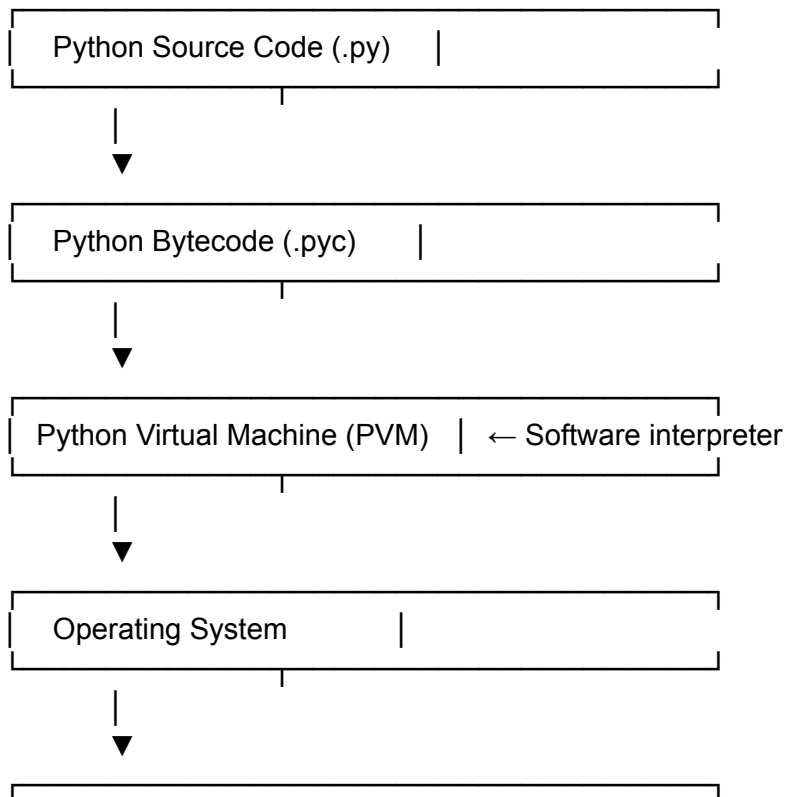 Python Source Code (.py)
Python Bytecode (.pyc)
Python Virtual Machine (PVM) ← Software interpreter
Operating System